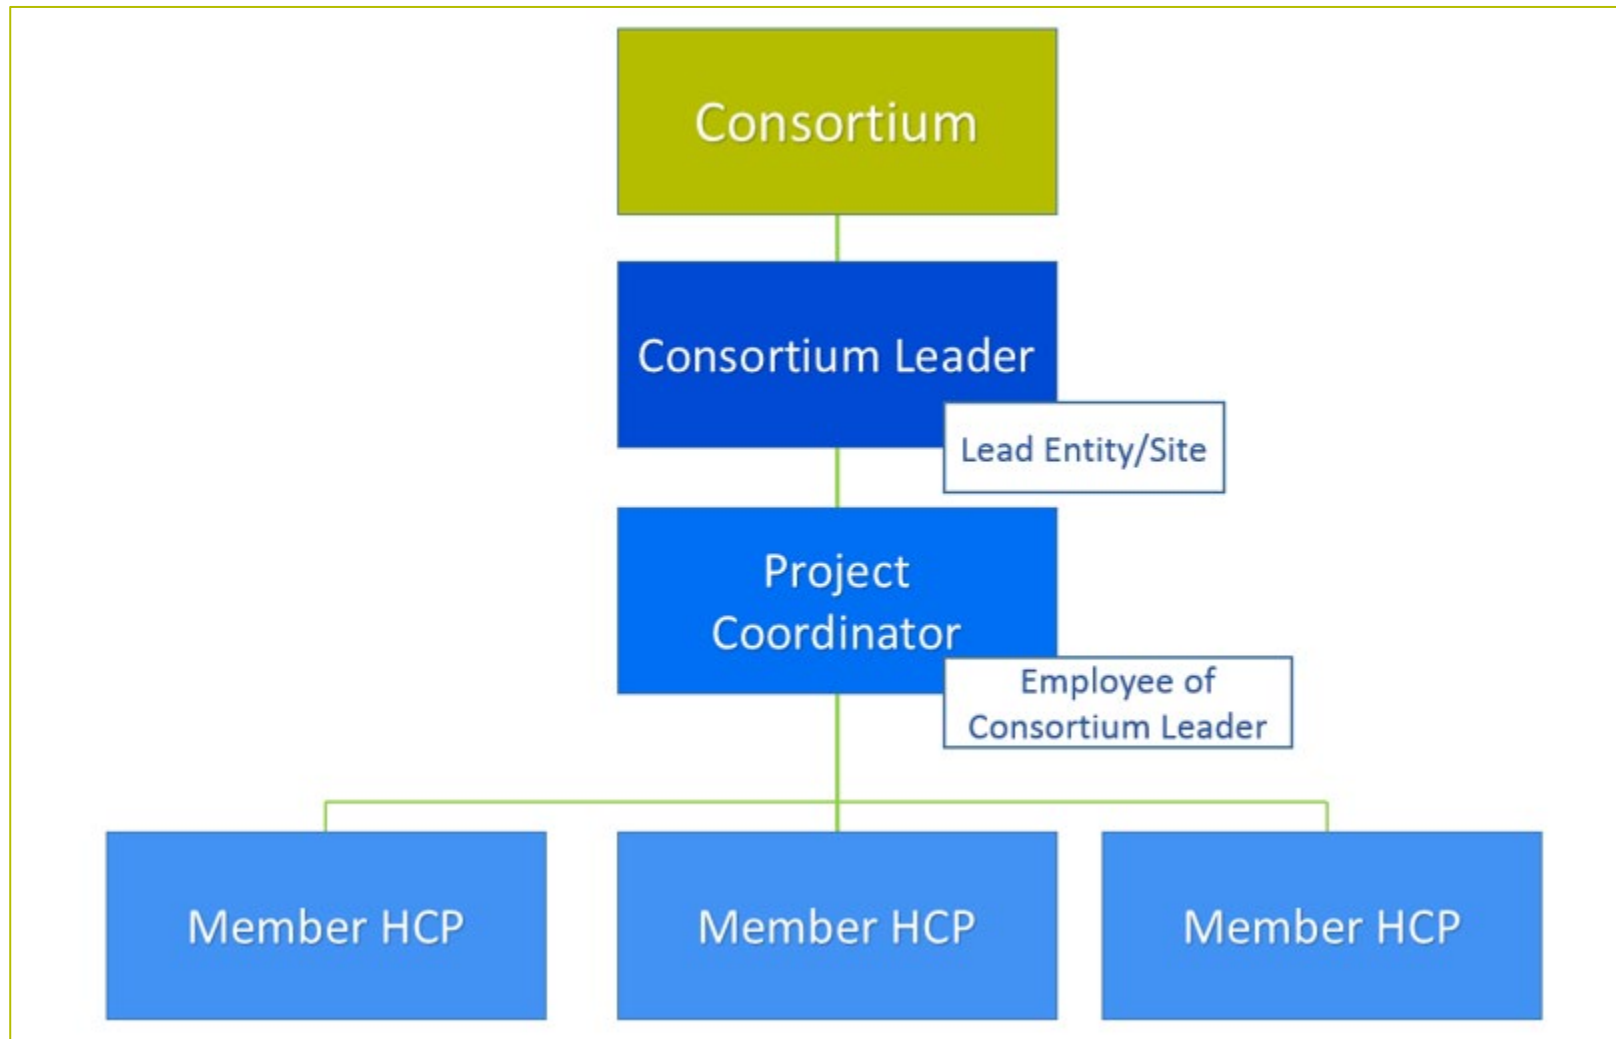 Consortium
Consortium Leader
Lead Entity/Site
Project
Coordinator
Employee of
Consortium Leader
Member HCP
Member HCP
Member HCP